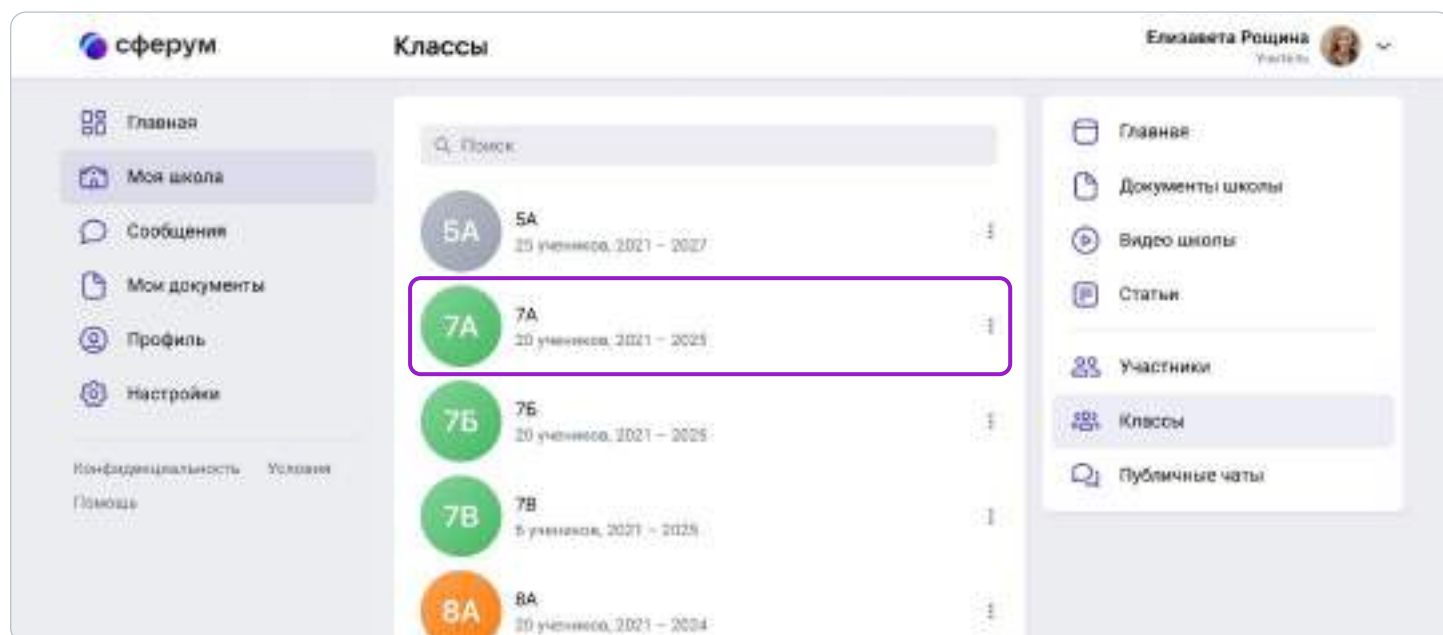 сферум
Классы
Елизавета Рощина
Учитель
Главная
Моя школа
Сообщения
Мои документы
Профиль
Настройки
Конфиденциальность Условия
Помощь
Поиск
5А
5А
25 учеников, 2021 – 2027
7А
7А
20 учеников, 2021 – 2025
7Б
7Б
20 учеников, 2021 – 2025
7В
7В
6 учеников, 2021 – 2025
8А
8А
20 учеников, 2021 – 2024
Главная
Документы школы
Видео школы
Статьи
Участники
Классы
Публичные чаты